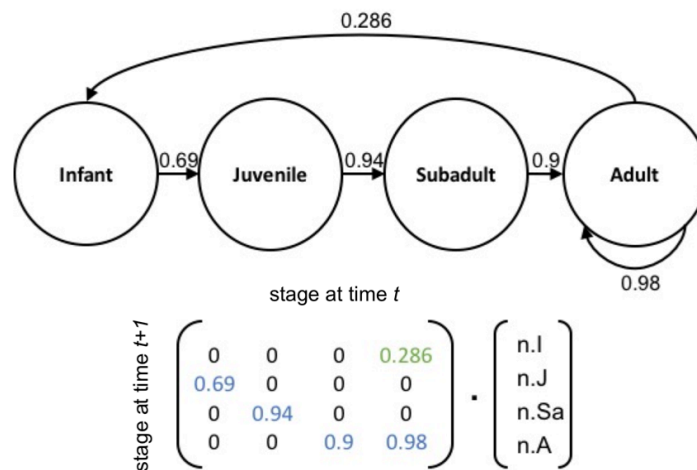 0.286
Infant 0.69 Juvenile 0.94 Subadult 0.9 Adult
0.98
stage at time t
stage at time t+1
0 0 0 0.286 n.I
0.69 0 0 0 n.J
0 0.94 0 0 n.Sa
0 0 0.9 0.98 n.A